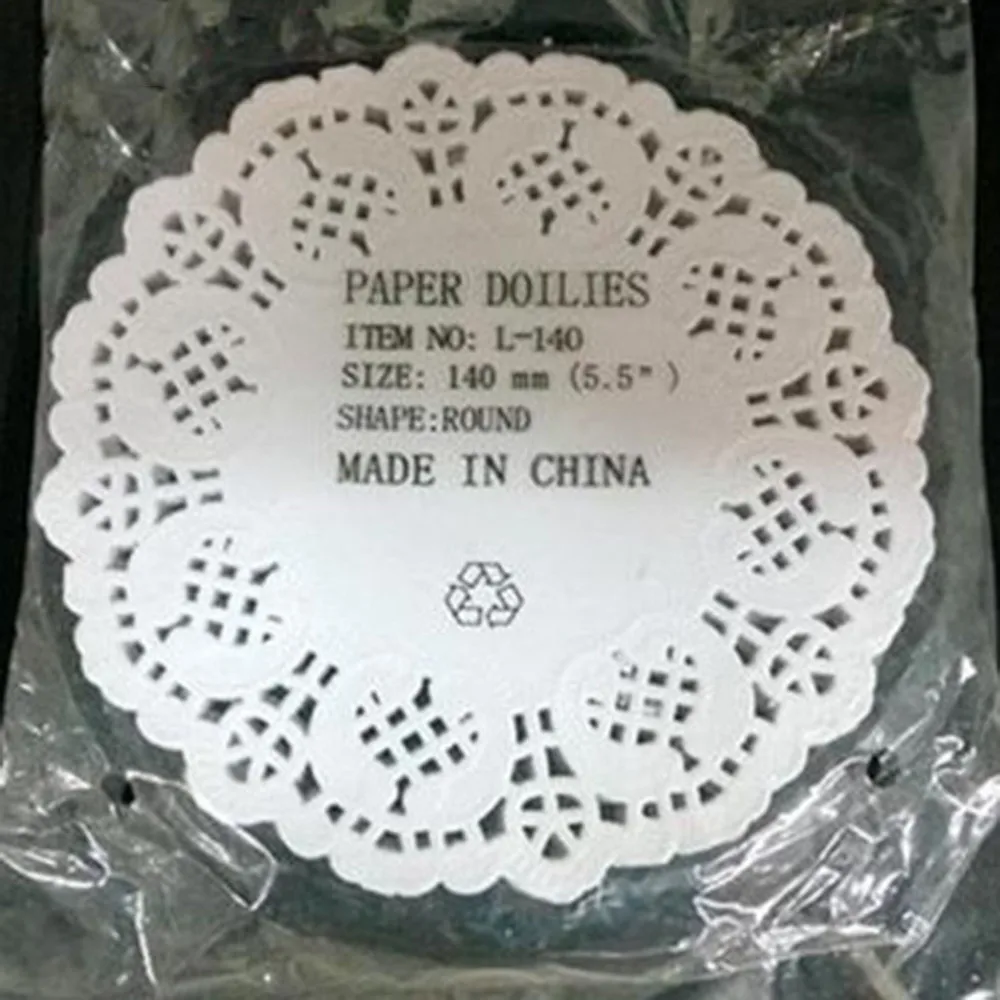 PAPER DOILIES
ITEM NO: L-140
SIZE: 140 mm (5.5" )
SHAPE:ROUND
MADE IN CHINA